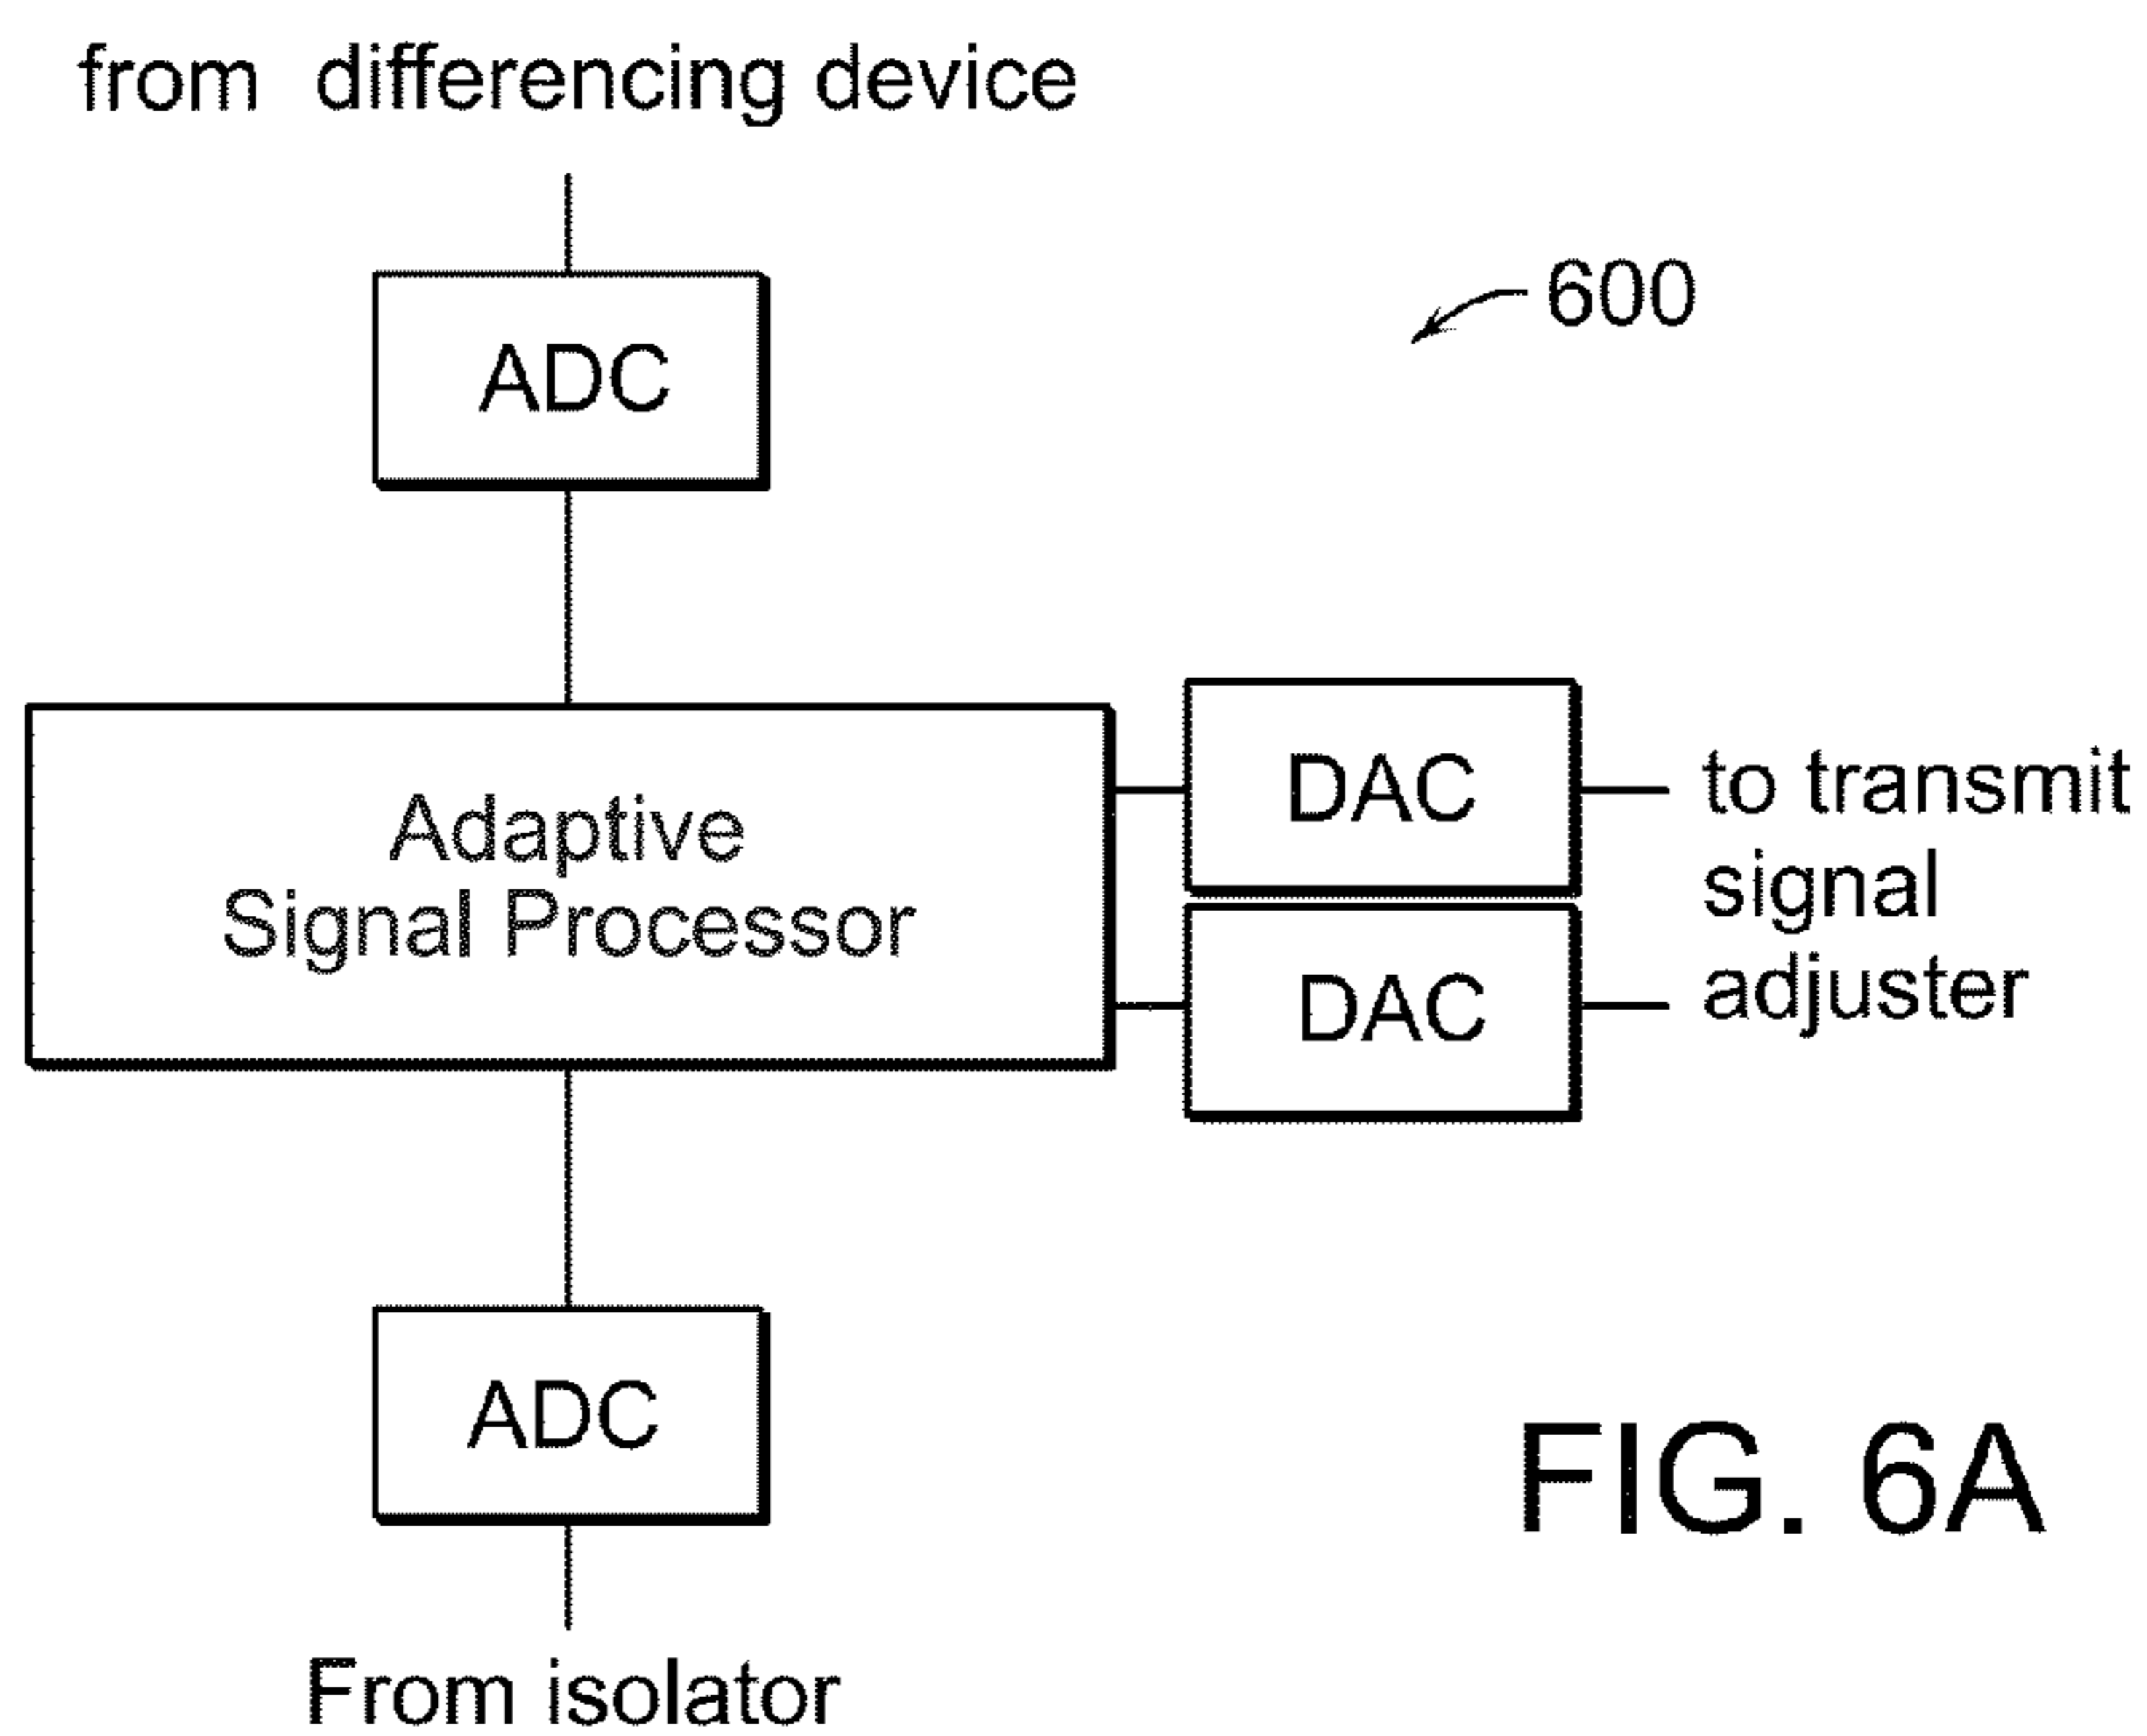 from differencing device
600
ADC
DAC
to transmit
signal
adjuster
Adaptive
Signal Processor
DAC
ADC
From isolator
FIG. 6A